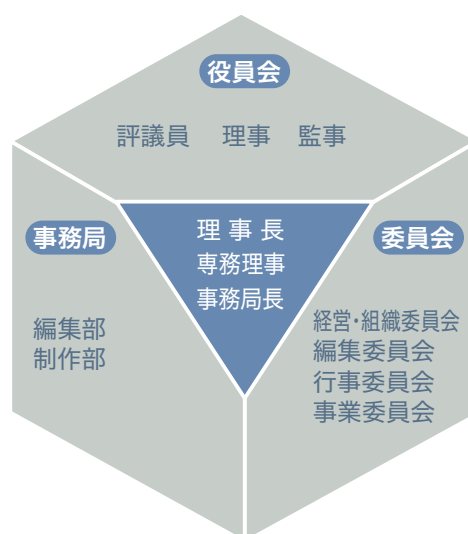 役員会
評議員 理事 監事
事務局
編集部
制作部
理事長
専務理事
事務局長
委員会
経営・組織委員会
編集委員会
行事委員会
事業委員会